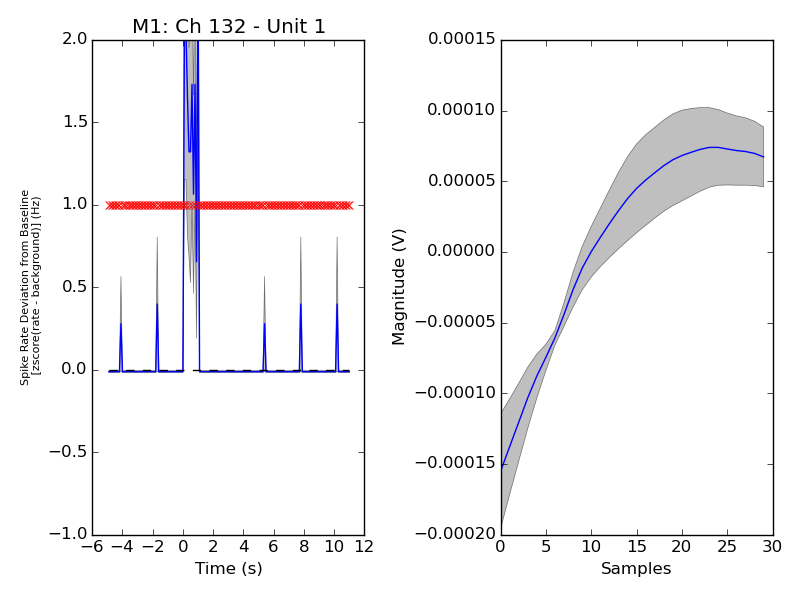 M1: Ch 132 - Unit 1
Spike Rate Deviation from Baseline
[zscore(rate - background)] (Hz)
2.0
1.5
1.0
0.5
0.0
−0.5
−1.0
−6 −4 −2 0 2 4 6 8 10 12
Time (s)
Magnitude (V)
0.00015
0.00010
0.00005
0.00000
−0.00005
−0.00010
−0.00015
−0.00020
0 5 10 15 20 25 30
Samples